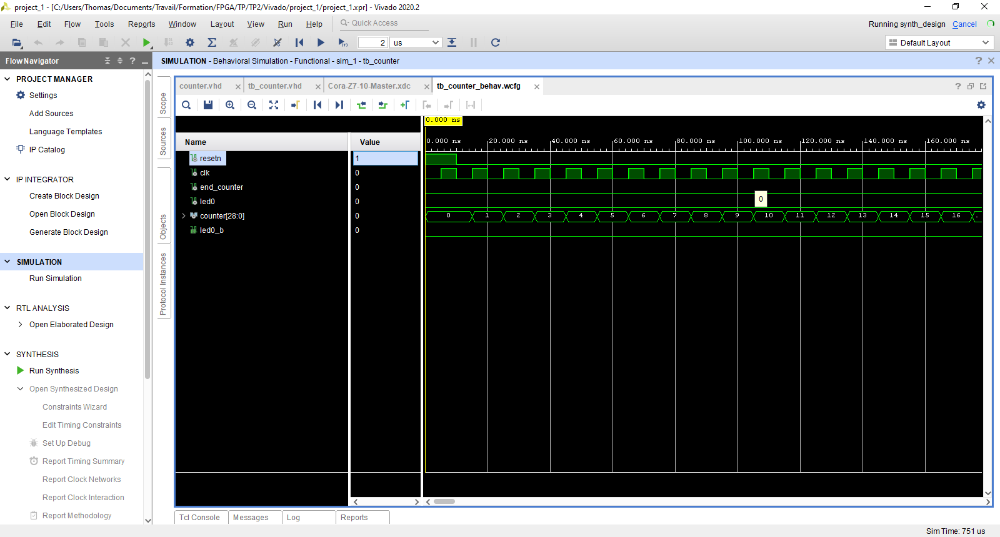 project_1 - [C:/Users/Thomas/Documents/Travail/Formation/FPGA/TP/TP2/Vivado/project_1/project_1.xpr] - Vivado 2020.2
File Edit Flow Tools Reports Window Layout View Run Help Quick Access
Running synth_design Cancel
2 us
Default Layout
Flow Navigator
PROJECT MANAGER
Settings
Add Sources
Language Templates
IP Catalog
IP INTEGRATOR
Create Block Design
Open Block Design
Generate Block Design
SIMULATION
Run Simulation
RTL ANALYSIS
Open Elaborated Design
SYNTHESIS
Run Synthesis
Open Synthesized Design
Constraints Wizard
Edit Timing Constraints
Set Up Debug
Report Timing Summary
Report Clock Networks
Report Clock Interaction
Report Methodology
SIMULATION - Behavioral Simulation - Functional - sim_1 - tb_counter
Scope
Sources
Objects
Protocol Instances
counter.vhd tb_counter.vhd Cora-Z7-10-Master.xdc tb_counter_behav.wcfg
Name Value
resetn 1
clk 0
end_counter 0
led0 0
counter[28:0] 0
led0_b 0
0.000 ns
0.000 ns 20.000 ns 40.000 ns 60.000 ns 80.000 ns 100.000 ns 120.000 ns 140.000 ns 160.000 ns
0
0 1 2 3 4 5 6 7 8 9 10 11 12 13 14 15 16 .
Tcl Console Messages Log Reports
Sim Time: 751 us